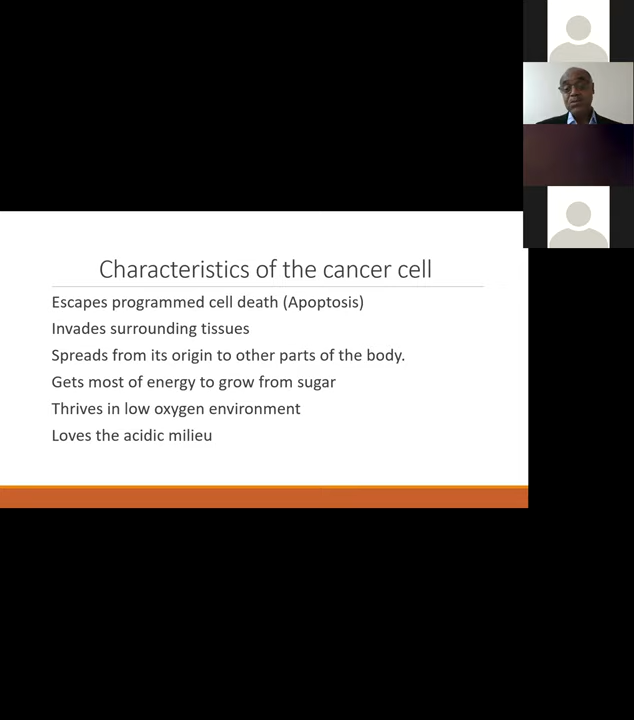 Characteristics of the cancer cell
Escapes programmed cell death (Apoptosis)
Invades surrounding tissues
Spreads from its origin to other parts of the body.
Gets most of energy to grow from sugar
Thrives in low oxygen environment
Loves the acidic milieu